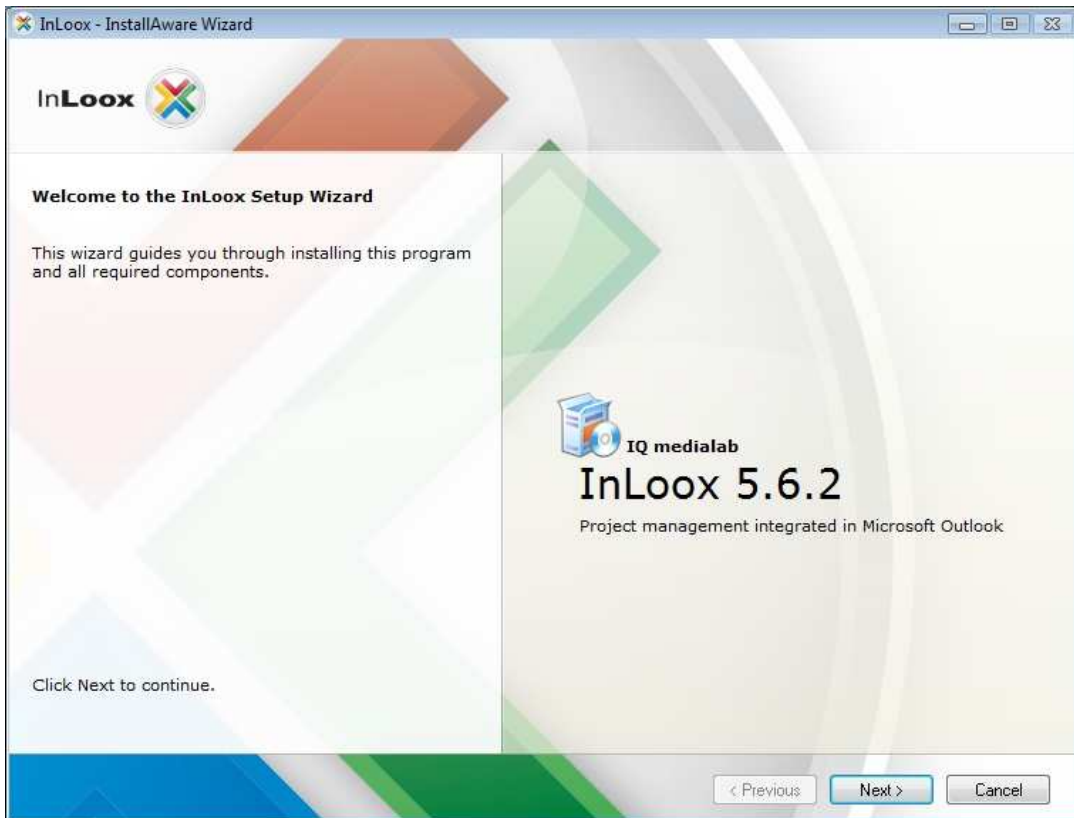 InLoox - InstallAware Wizard
InLoox
Welcome to the InLoox Setup Wizard
This wizard guides you through installing this program
and all required components.
IQ medialab
InLoox 5.6.2
Project management integrated in Microsoft Outlook
Click Next to continue.
< Previous
Next >
Cancel